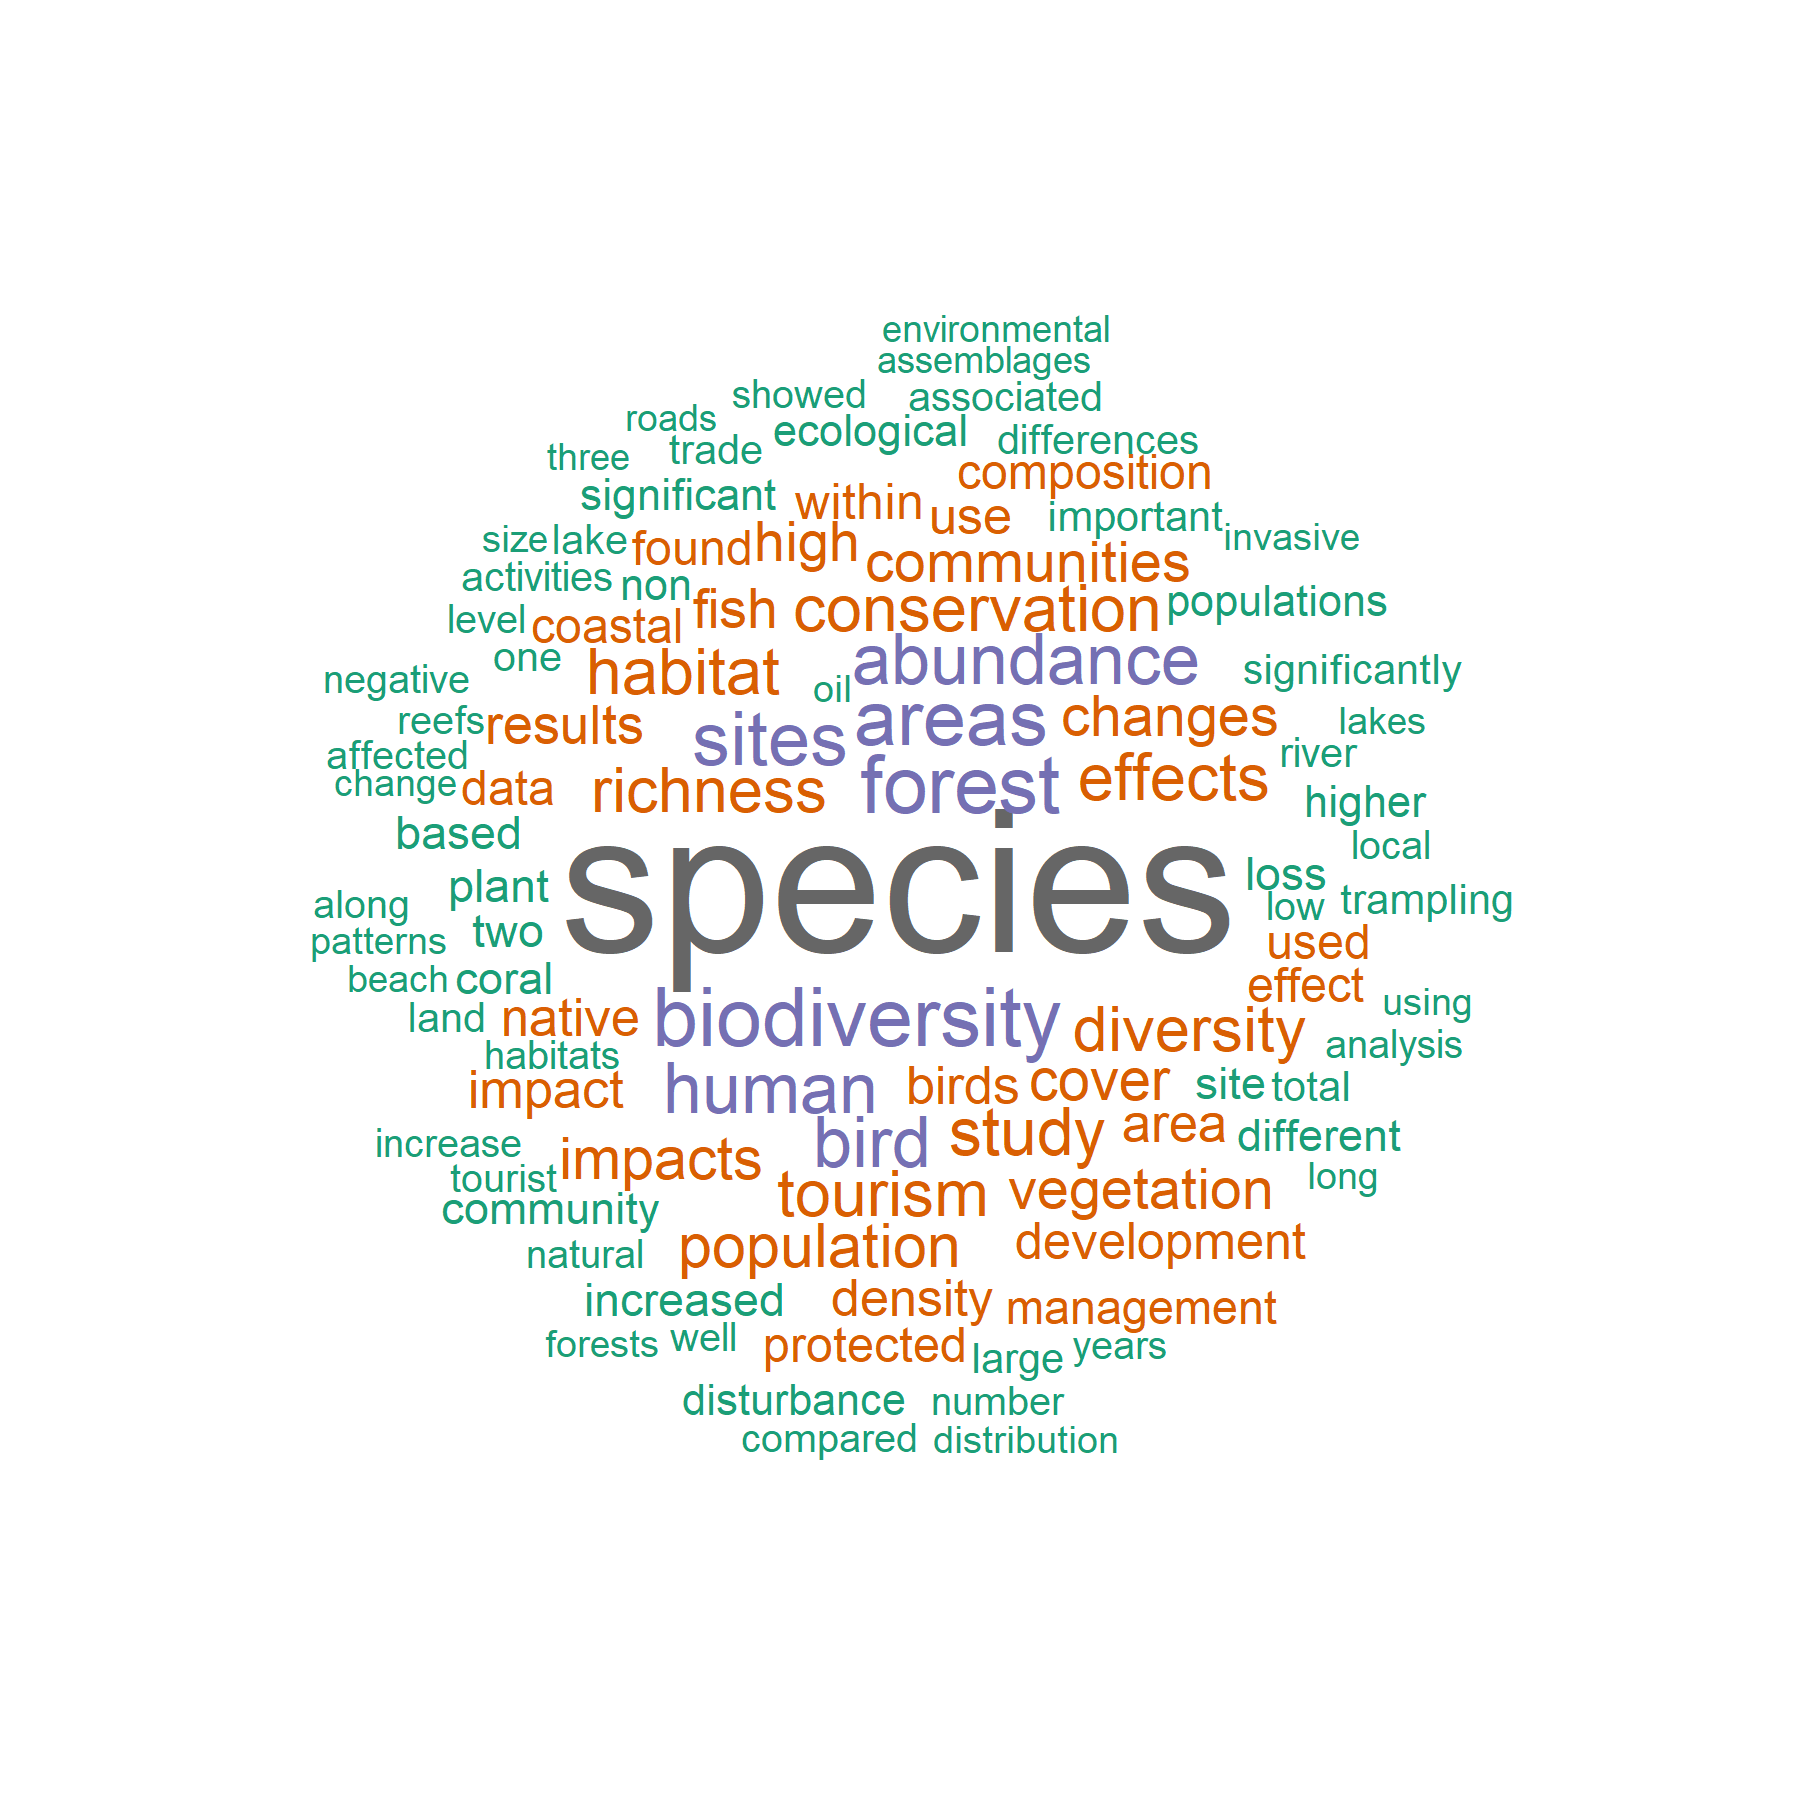 environmental
assemblages
showed associated
roads ecological differences
three trade composition
significant within use important invasive
size lake found high communities
activities non fish conservation populations
level coastal abundance
one habitat oil significantly
negative areas changes lakes
reefs results sites river
affected forest effects
change data richness higher
based species local
plant loss trampling
along two low used
patterns
beach coral effect using
land native biodiversity diversity analysis
habitats
impact human birds cover site total
increase impacts bird study area different
tourist tourism vegetation long
community
natural population development
increased density management
forests well protected large years
disturbance number
compared distribution